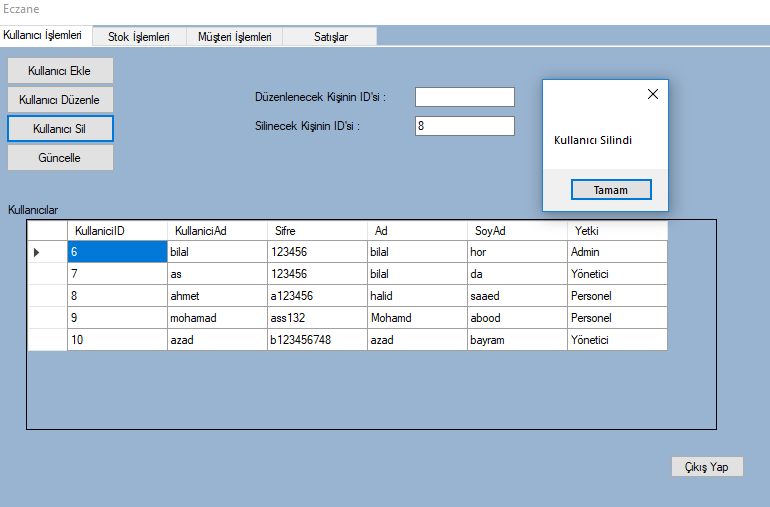 Eczane
Kullanıcı İşlemleri Stok İşlemleri Müşteri İşlemleri Satışlar
Kullanıcı Ekle
Kullanıcı Düzenle
Kullanıcı Sil
Güncelle
Düzenlenecek Kişinin ID'si :
Silinecek Kişinin ID'si : 8
Kullanıcı Silindi
Tamam
Kullanıcılar
KullaniciID KullaniciAd Sifre Ad SoyAd Yetki
6 bilal 123456 bilal hor Admin
7 as 123456 bilal da Yönetici
8 ahmet a123456 halid saaed Personel
9 mohamad ass132 Mohamd abood Personel
10 azad b123456748 azad bayram Yönetici
Çıkış Yap